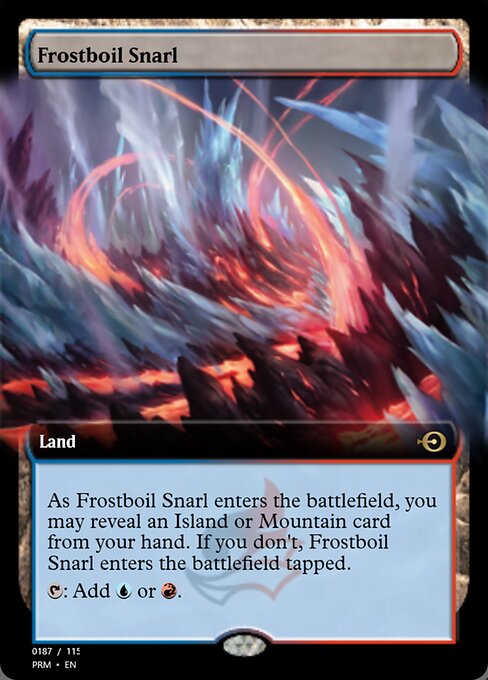 Frostboil Snarl
Land
As Frostboil Snarl enters the battlefield, you
may reveal an Island or Mountain card
from your hand. If you don't, Frostboil
Snarl enters the battlefield tapped.
: Add or .
0187 / 115
PRM • EN